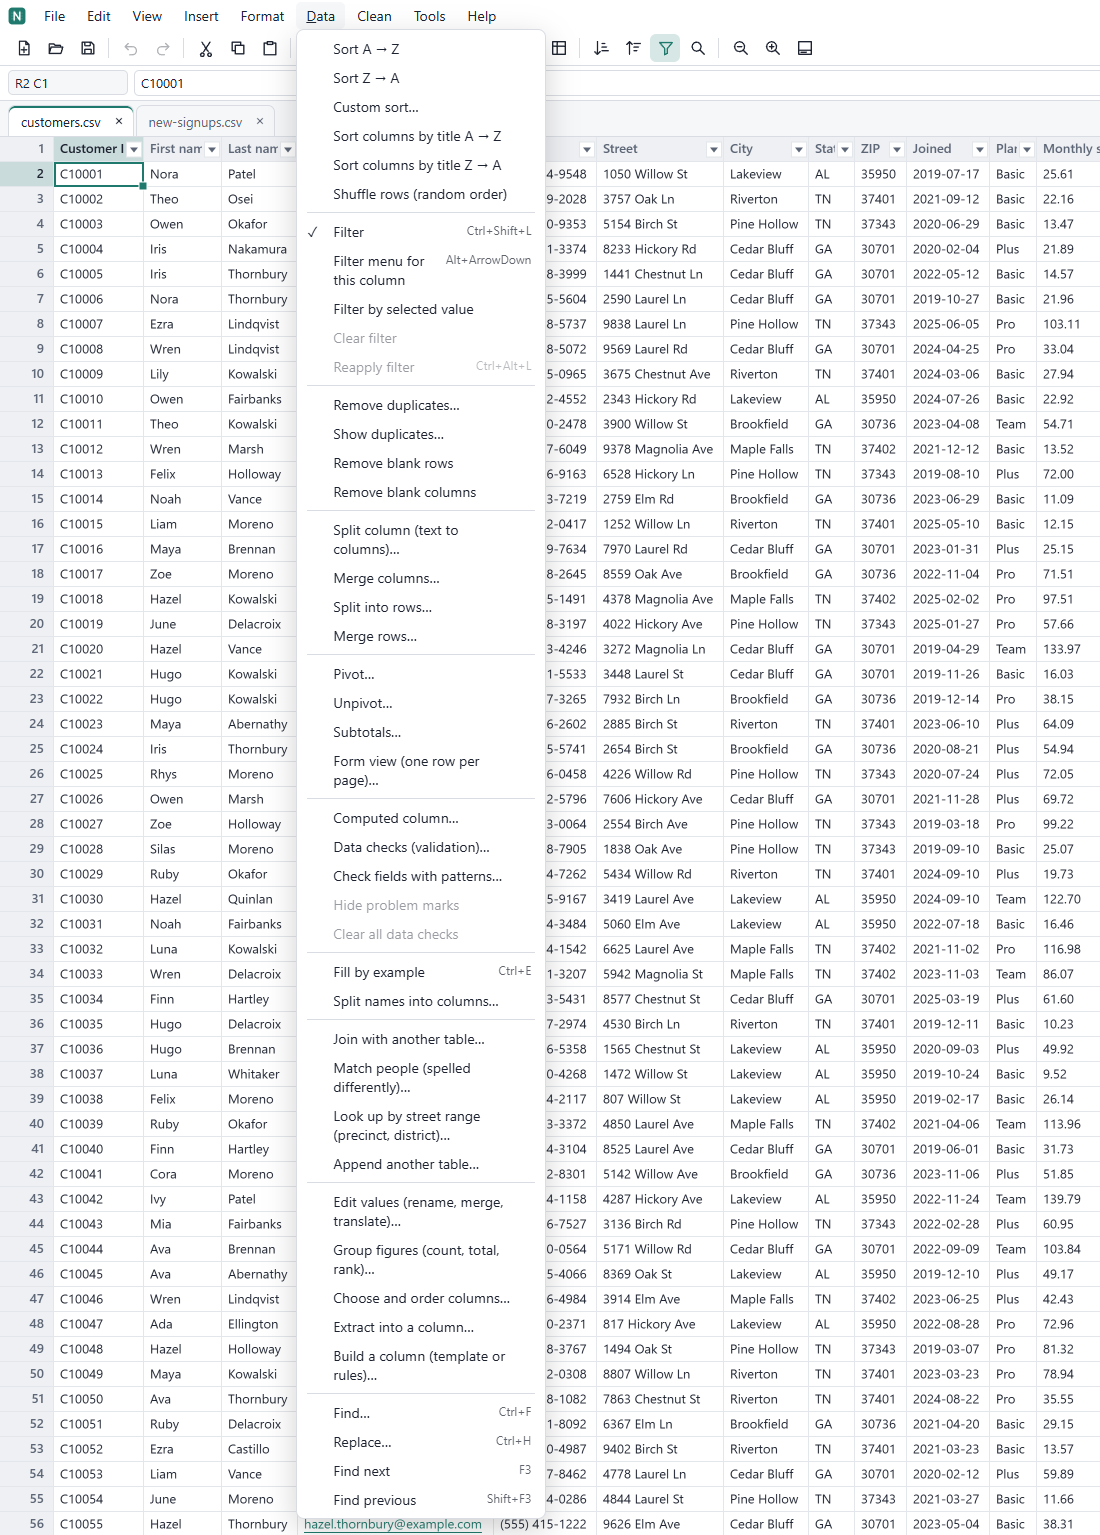 N File Edit View Insert Format Data Clean Tools Help
R2 C1 C10001
customers.csv × new-signups.csv ×
Sort A → Z
Sort Z → A
Custom sort...
Sort columns by title A → Z
Sort columns by title Z → A
Shuffle rows (random order)
✓ Filter Ctrl+Shift+L
Filter menu for Alt+ArrowDown
this column
Filter by selected value
Clear filter
Reapply filter Ctrl+Alt+L
Remove duplicates...
Show duplicates...
Remove blank rows
Remove blank columns
Split column (text to
columns)...
Merge columns...
Split into rows...
Merge rows...
Pivot...
Unpivot...
Subtotals...
Form view (one row per
page)...
Computed column...
Data checks (validation)...
Check fields with patterns...
Hide problem marks
Clear all data checks
Fill by example Ctrl+E
Split names into columns...
Join with another table...
Match people (spelled
differently)...
Look up by street range
(precinct, district)...
Append another table...
Edit values (rename, merge,
translate)...
Group figures (count, total,
rank)...
Choose and order columns...
Extract into a column...
Build a column (template or
rules)...
Find... Ctrl+F
Replace... Ctrl+H
Find next F3
Find previous Shift+F3
1 Customer I First nam Last nam Street City Stat ZIP Joined Plan Monthly s
2 C10001 Nora Patel 4-9548 1050 Willow St Lakeview AL 35950 2019-07-17 Basic 25.61
3 C10002 Theo Osei 9-2028 3757 Oak Ln Riverton TN 37401 2021-09-12 Basic 22.16
4 C10003 Owen Okafor 0-9353 5154 Birch St Pine Hollow TN 37343 2020-06-29 Basic 13.47
5 C10004 Iris Nakamura 1-3374 8233 Hickory Rd Cedar Bluff GA 30701 2020-02-04 Plus 21.89
6 C10005 Iris Thornbury 8-3999 1441 Chestnut Ln Cedar Bluff GA 30701 2022-05-12 Basic 14.57
7 C10006 Nora Thornbury 5-5604 2590 Laurel Ln Cedar Bluff GA 30701 2019-10-27 Basic 21.96
8 C10007 Ezra Lindqvist 8-5737 9838 Laurel Ln Pine Hollow TN 37343 2025-06-05 Pro 103.11
9 C10008 Wren Lindqvist 8-5072 9569 Laurel Rd Cedar Bluff GA 30701 2024-04-25 Pro 33.04
10 C10009 Lily Kowalski 5-0965 3675 Chestnut Ave Riverton TN 37401 2024-03-06 Basic 27.94
11 C10010 Owen Fairbanks 2-4552 2343 Hickory Rd Lakeview AL 35950 2024-07-26 Basic 22.92
12 C10011 Theo Kowalski 0-2478 3900 Willow St Brookfield GA 30736 2023-04-08 Team 54.71
13 C10012 Wren Marsh 7-6049 9378 Magnolia Ave Maple Falls TN 37402 2021-12-12 Basic 13.52
14 C10013 Felix Holloway 6-9163 6528 Hickory Ln Pine Hollow TN 37343 2019-08-10 Plus 72.00
15 C10014 Noah Vance 3-7219 2759 Elm Rd Brookfield GA 30736 2023-06-29 Basic 11.09
16 C10015 Liam Moreno 2-0417 1252 Willow Ln Riverton TN 37401 2025-05-10 Basic 12.15
17 C10016 Maya Brennan 9-7634 7970 Laurel Rd Cedar Bluff GA 30701 2023-01-31 Plus 25.15
18 C10017 Zoe Moreno 8-2645 8559 Oak Ave Brookfield GA 30736 2022-11-04 Pro 71.51
19 C10018 Hazel Kowalski 5-1491 4378 Magnolia Ave Maple Falls TN 37402 2025-02-02 Pro 97.51
20 C10019 June Delacroix 8-3197 4022 Hickory Ave Pine Hollow TN 37343 2025-01-27 Pro 57.66
21 C10020 Hazel Vance 3-4246 3272 Magnolia Ln Cedar Bluff GA 30701 2019-04-29 Team 133.97
22 C10021 Hugo Kowalski 1-5533 3448 Laurel St Cedar Bluff GA 30701 2019-11-26 Basic 16.03
23 C10022 Hugo Kowalski 7-3265 7932 Birch Ln Brookfield GA 30736 2019-12-14 Pro 38.15
24 C10023 Maya Abernathy 6-2602 2885 Birch St Riverton TN 37401 2023-06-10 Plus 64.09
25 C10024 Iris Thornbury 5-5741 2654 Birch St Brookfield GA 30736 2020-08-21 Plus 54.94
26 C10025 Rhys Moreno 6-0458 4226 Willow Rd Pine Hollow TN 37343 2020-07-24 Plus 72.05
27 C10026 Owen Marsh 2-5796 7606 Hickory Ave Cedar Bluff GA 30701 2021-11-28 Plus 69.72
28 C10027 Zoe Holloway 3-0064 2554 Birch Ave Pine Hollow TN 37343 2019-03-18 Pro 99.22
29 C10028 Silas Moreno 8-7905 1838 Oak Ave Pine Hollow TN 37343 2019-09-10 Basic 25.07
30 C10029 Ruby Okafor 4-7262 5434 Willow Rd Riverton TN 37401 2024-09-10 Plus 19.73
31 C10030 Hazel Quinlan 5-9167 3419 Laurel Ave Lakeview AL 35950 2024-09-10 Team 122.70
32 C10031 Noah Fairbanks 4-3484 5060 Elm Ave Lakeview AL 35950 2022-07-18 Basic 16.46
33 C10032 Luna Kowalski 4-1542 6625 Laurel Ave Maple Falls TN 37402 2021-11-02 Pro 116.98
34 C10033 Wren Delacroix 1-3207 5942 Magnolia St Maple Falls TN 37402 2023-11-03 Team 86.07
35 C10034 Finn Hartley 3-5431 8577 Chestnut St Cedar Bluff GA 30701 2025-03-19 Plus 61.60
36 C10035 Hugo Delacroix 7-2974 4530 Birch Ln Riverton TN 37401 2019-12-11 Basic 10.23
37 C10036 Hugo Brennan 6-5358 1565 Chestnut St Lakeview AL 35950 2020-09-03 Plus 49.92
38 C10037 Luna Whitaker 0-4268 1472 Willow St Lakeview AL 35950 2019-10-24 Basic 9.52
39 C10038 Felix Moreno 4-2117 807 Willow St Lakeview AL 35950 2019-02-17 Basic 26.14
40 C10039 Ruby Okafor 3-3372 4850 Laurel Ave Maple Falls TN 37402 2021-04-06 Team 113.96
41 C10040 Finn Hartley 4-3104 8525 Laurel Ave Cedar Bluff GA 30701 2019-06-01 Basic 31.73
42 C10041 Cora Moreno 2-8301 5142 Willow Ave Brookfield GA 30736 2023-11-06 Plus 51.85
43 C10042 Ivy Patel 4-1158 4287 Hickory Ave Lakeview AL 35950 2022-11-24 Team 139.79
44 C10043 Mia Fairbanks 6-7527 3136 Birch Rd Pine Hollow TN 37343 2022-02-28 Plus 60.95
45 C10044 Ava Brennan 0-0564 5171 Willow Rd Cedar Bluff GA 30701 2022-09-09 Team 103.84
46 C10045 Ava Abernathy 5-4066 8369 Oak St Lakeview AL 35950 2019-12-10 Plus 49.17
47 C10046 Wren Lindqvist 6-4984 3914 Elm Ave Maple Falls TN 37402 2023-06-25 Plus 42.43
48 C10047 Ada Ellington 0-2371 817 Hickory Ave Lakeview AL 35950 2022-08-28 Pro 72.96
49 C10048 Hazel Holloway 8-3767 1494 Oak St Pine Hollow TN 37343 2019-03-07 Pro 81.32
50 C10049 Maya Kowalski 2-0308 8807 Willow Ln Riverton TN 37401 2023-03-23 Pro 78.94
51 C10050 Ava Thornbury 8-1082 7863 Chestnut St Riverton TN 37401 2024-08-22 Pro 35.55
52 C10051 Ruby Delacroix 1-8092 6367 Elm Ln Brookfield GA 30736 2021-04-20 Basic 29.15
53 C10052 Ezra Castillo 0-4987 9402 Birch St Riverton TN 37401 2021-03-23 Basic 13.57
54 C10053 Liam Vance 7-8462 4778 Laurel Ln Cedar Bluff GA 30701 2020-02-12 Plus 59.89
55 C10054 June Moreno 4-0286 4844 Laurel St Pine Hollow TN 37343 2021-03-27 Basic 11.66
56 C10055 Hazel Thornbury hazel.thornbury@example.com (555) 415-1222 9626 Elm Ave Cedar Bluff GA 30701 2023-05-04 Basic 38.31